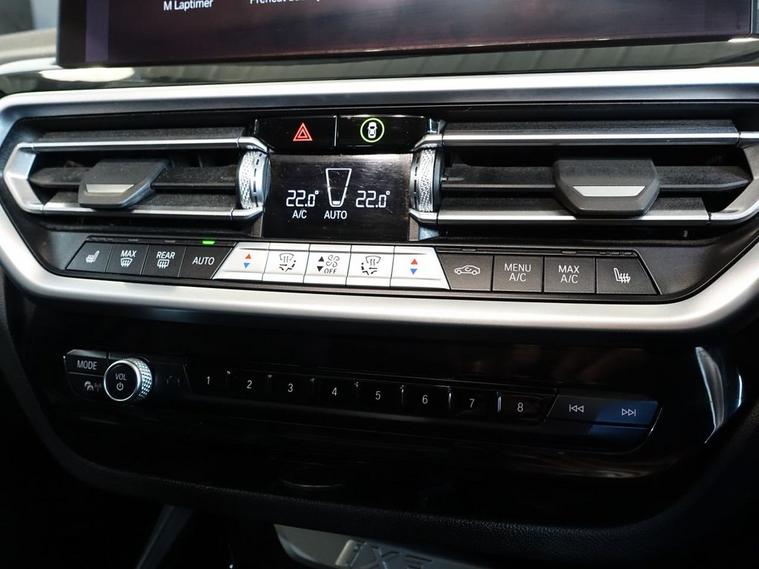 M Laptimer
22.0° 22.0°
A/C AUTO
MAX REAR AUTO OFF MENU A/C MAX A/C
MODE VOL 1 2 3 4 5 6 7 8